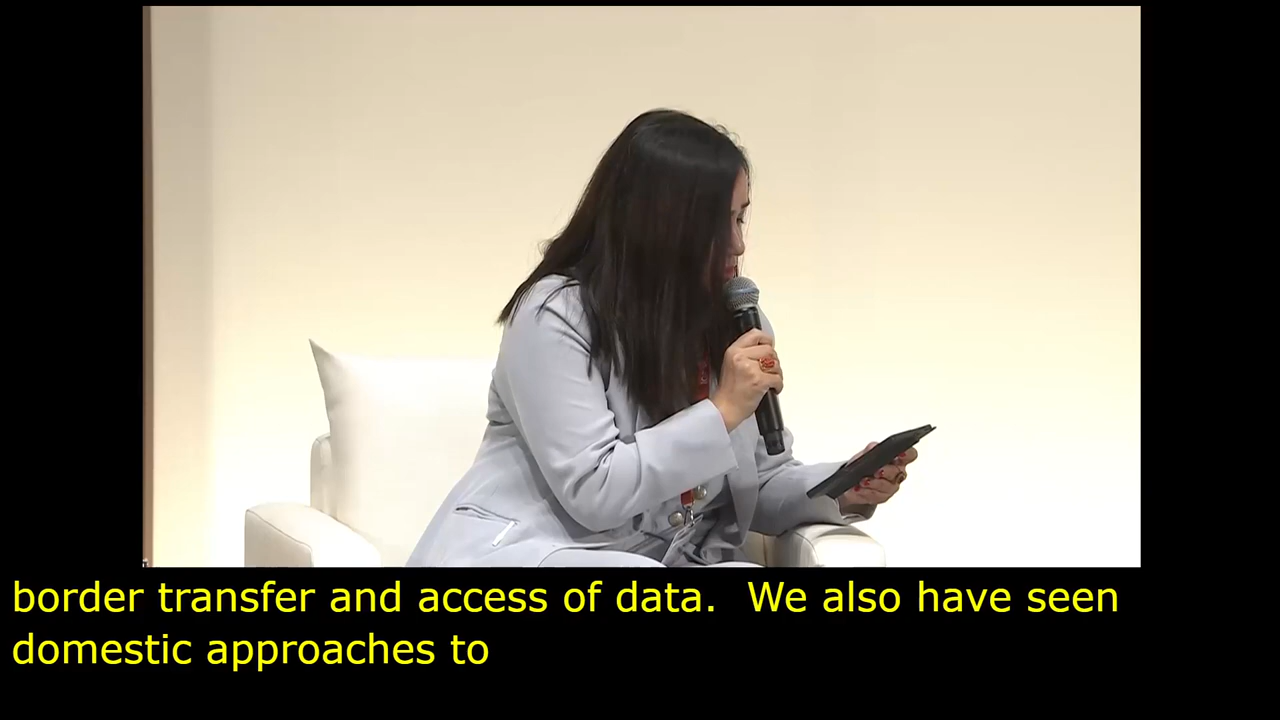 border transfer and access of data.  We also have seen
domestic approaches to